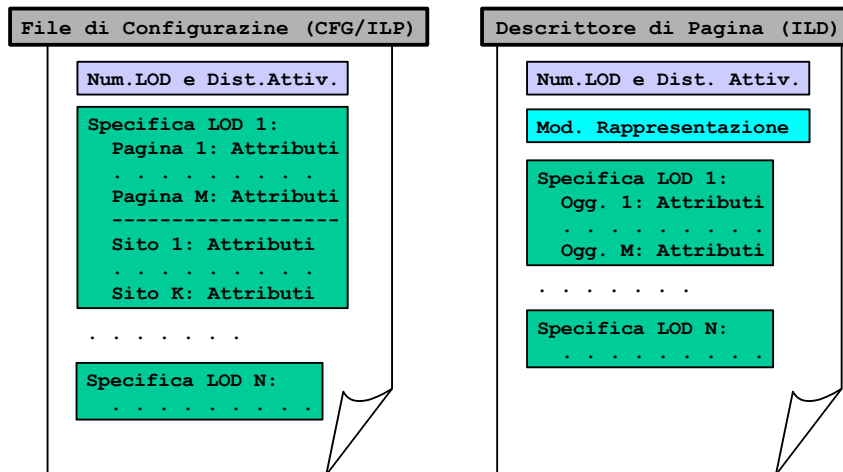 File di Configurazine (CFG/ILP)
Num.LOD e Dist.Attiv.
Specifica LOD 1:
Pagina 1: Attributi
. . . . . . . . .
Pagina M: Attributi
-------------------
Sito 1: Attributi
. . . . . . . . .
Sito K: Attributi
. . . . . . .
Specifica LOD N:
. . . . . . . . .
Descrittore di Pagina (ILD)
Num.LOD e Dist. Attiv.
Mod. Rappresentazione
Specifica LOD 1:
Ogg. 1: Attributi
. . . . . . . . .
Ogg. M: Attributi
. . . . . . .
Specifica LOD N:
. . . . . . . . .